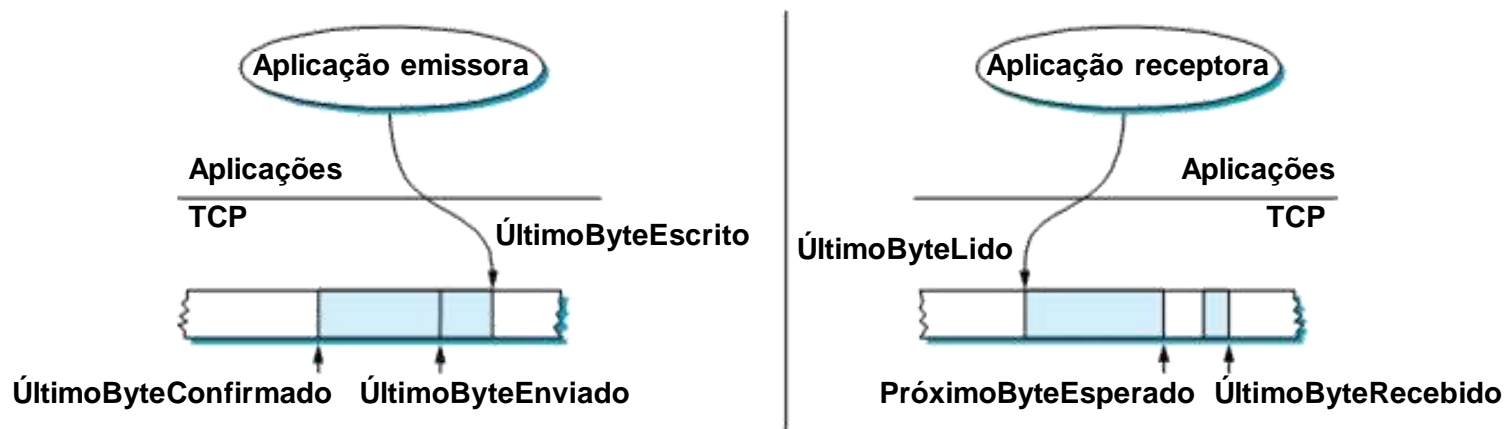 Aplicação emissora
Aplicações
TCP
ÚltimoByteEscrito
ÚltimoByteConfirmado
ÚltimoByteEnviado
Aplicação receptora
Aplicações
TCP
ÚltimoByteLido
PróximoByteEsperado
ÚltimoByteRecebido